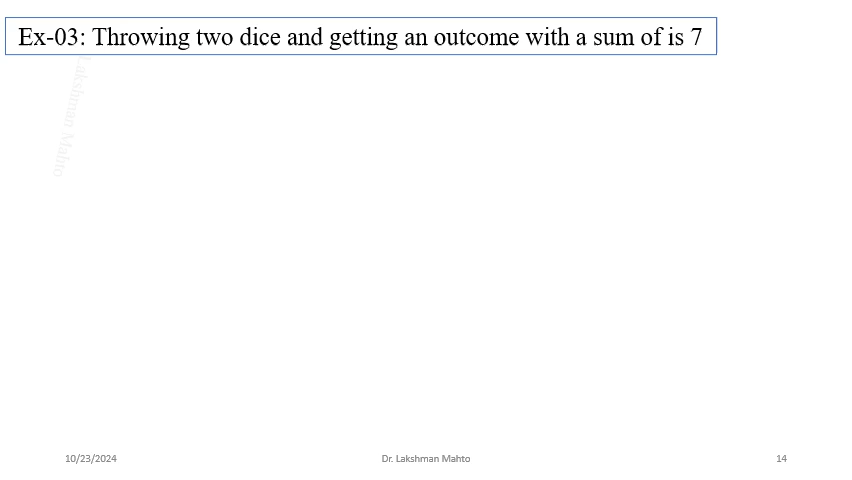 Ex-03: Throwing two dice and getting an outcome with a sum of is 7
Lakshman Mahto
10/23/2024
Dr. Lakshman Mahto
14